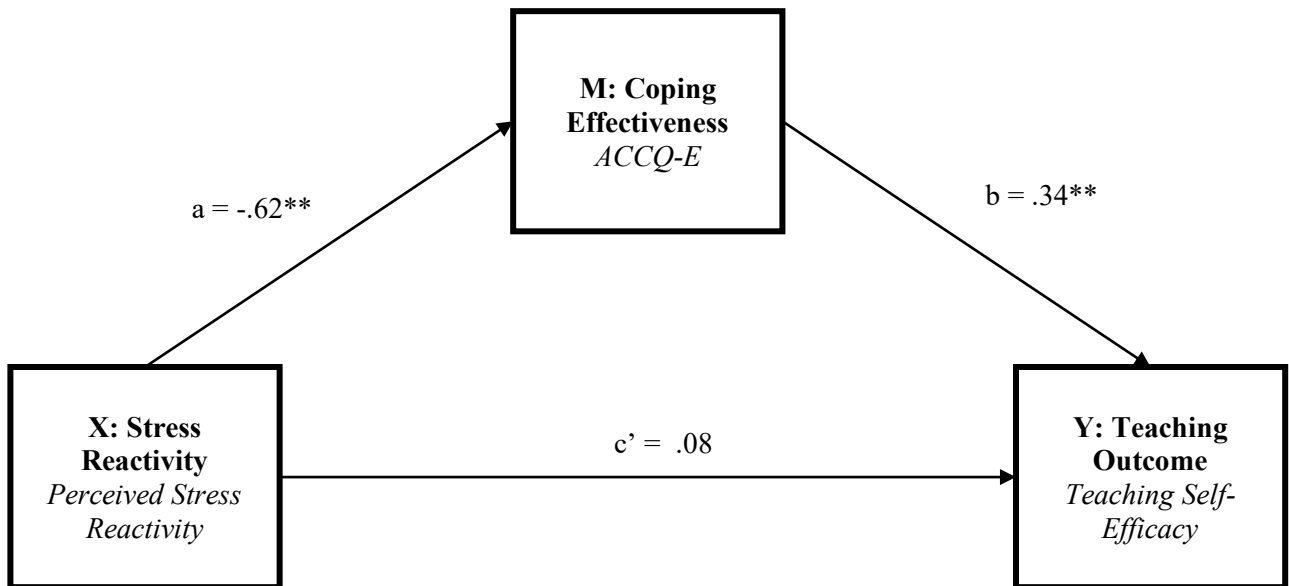 M: Coping
Effectiveness
ACCQ-E
a = -.62**
b = .34**
X: Stress
Reactivity
Perceived Stress
Reactivity
c’ =  .08
Y: Teaching
Outcome
Teaching Self-
Efficacy